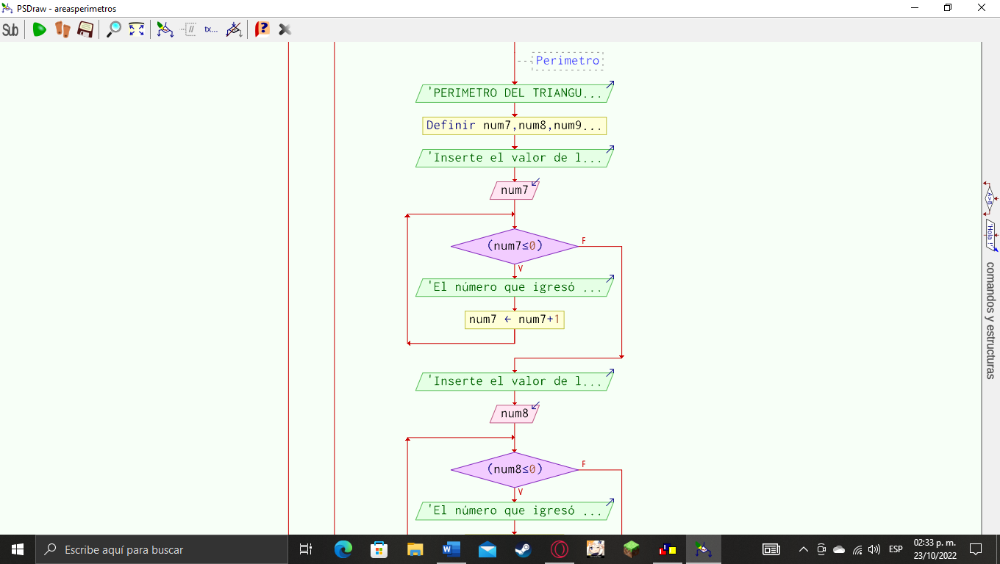 PSDraw - areasperimetros
Sub
tx...
Perimetro
'PERIMETRO DEL TRIANGU...
Definir num7,num8,num9...
'Inserte el valor de l...
num7
(num7≤0)
F
V
'El número que igresó ...
num7 ← num7+1
'Inserte el valor de l...
num8
(num8≤0)
F
V
'El número que igresó ...
A>B
'Hola !'
comandos y estructuras
Escribe aquí para buscar
ESP
02:33 p. m.
23/10/2022